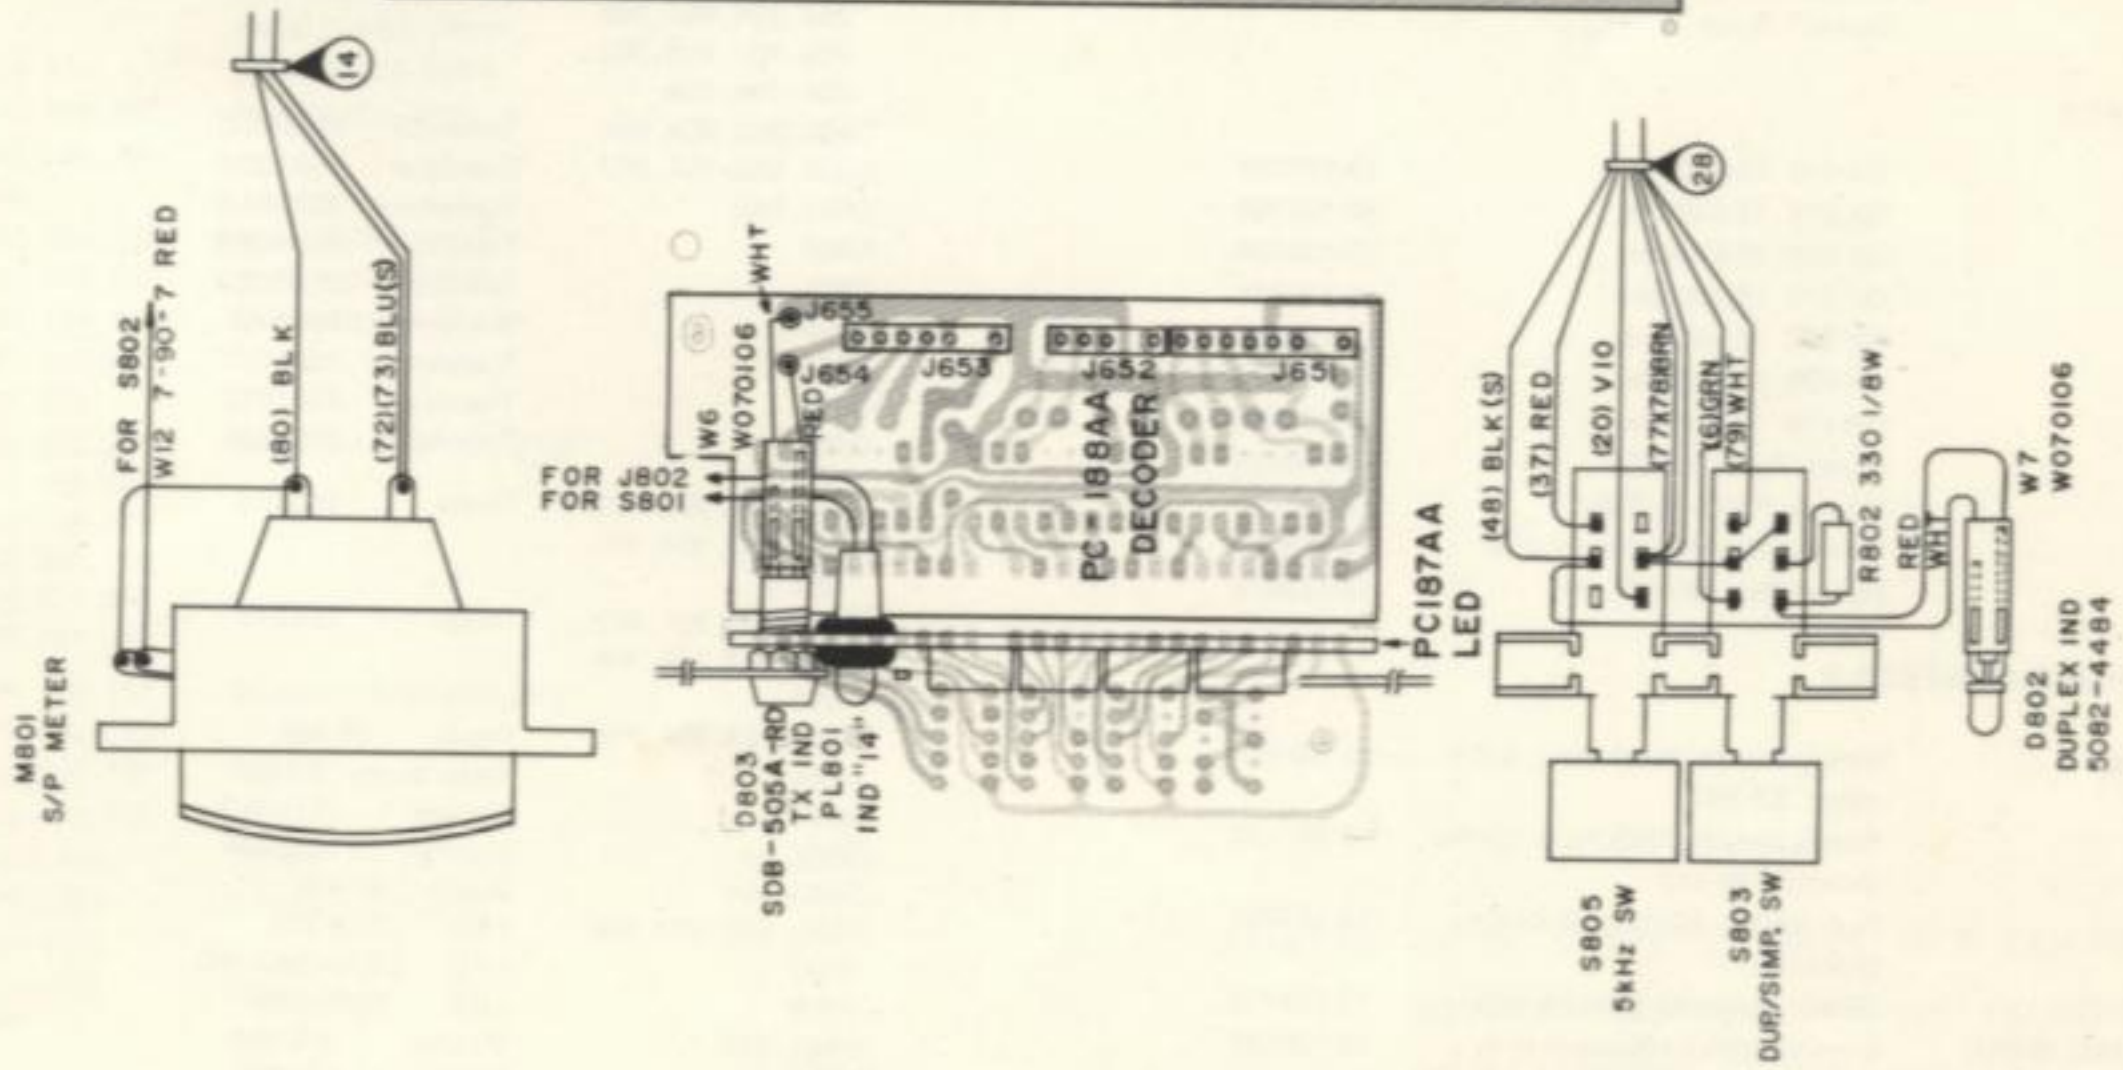 14
FOR S802
W12 7-90-7 RED
(80) BLK
(72)(73) BLU(S)
M801
S/P METER
WHT
J655
J654
J653
J652
J651
W6
W070106
RED
FOR J802
FOR S801
PC-188AA
DECODER
PC187AA
LED
D803
SDB-505A-RD
TX IND
PL801
IND "14"
28
(48) BLK (S)
(37) RED
(20) VIO
(77)(78)BRN
(6)GRN
(79) WHT
R802 330 1/8W
RED
WHT
W7
W070106
D802
DUPLEX IND
5082-4484
S805
5kHz SW
S803
DUP./SIMP. SW